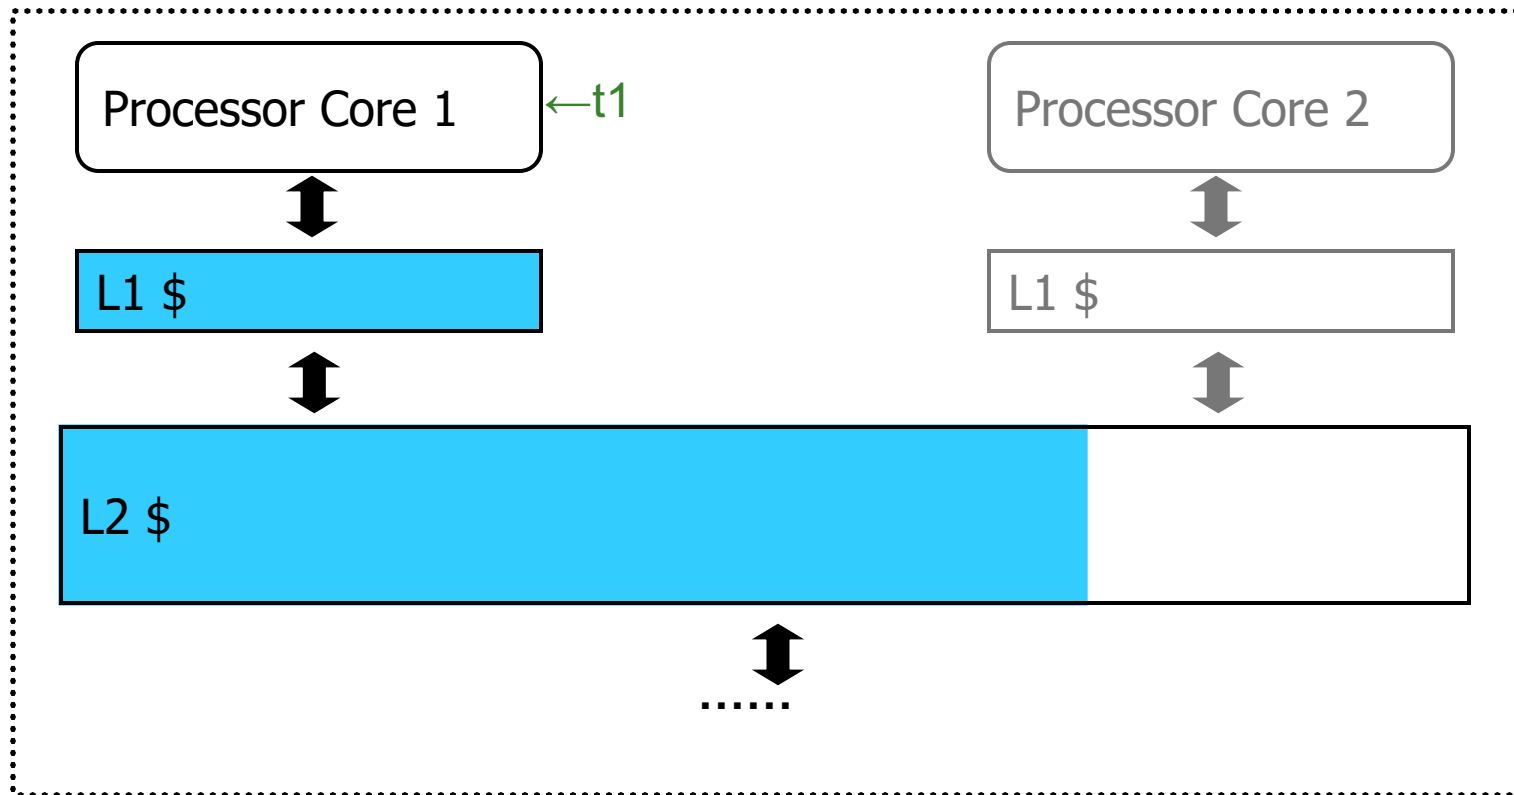 Processor Core 1
←t1
Processor Core 2
L1 $
L1 $
L2 $
......